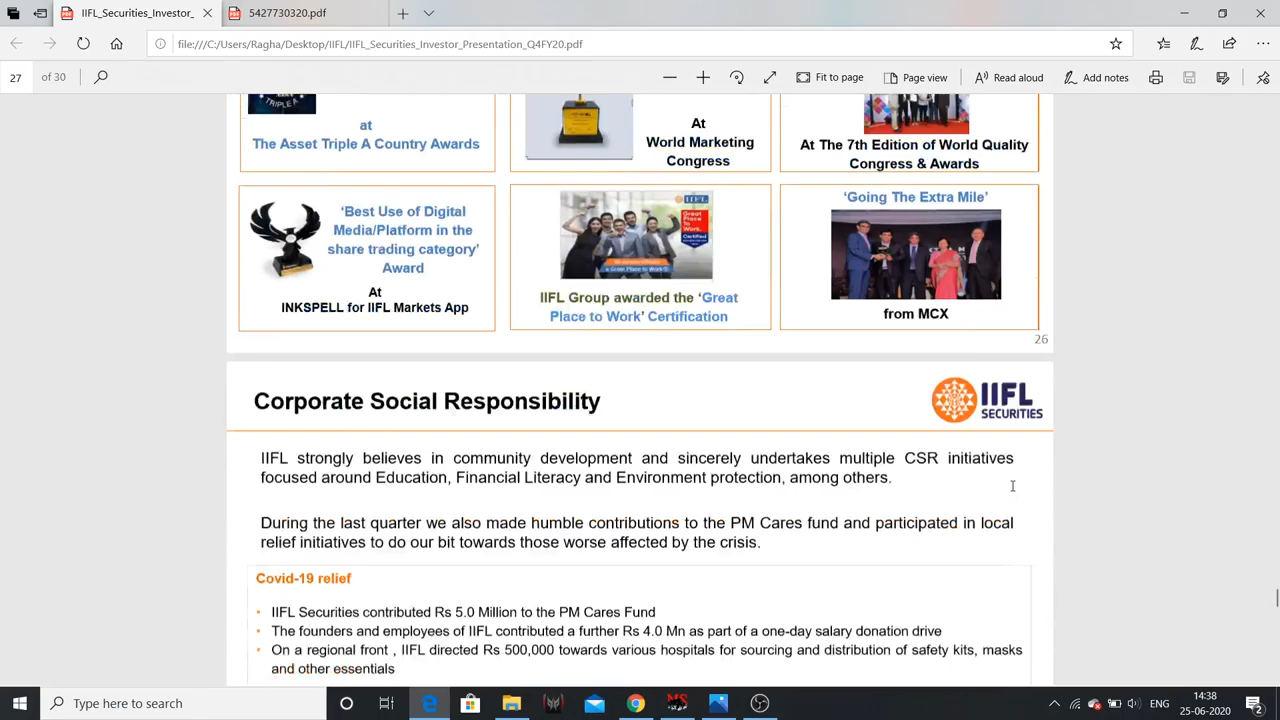 IIFL_Securities_Investor_
5427730320.pdf
file:///C:/Users/Ragha/Desktop/IIFL/IIFL_Securities_Investor_Presentation_Q4FY20.pdf
27 of 30
Fit to page
Page view
Read aloud
Add notes
TRIPLE A
at
The Asset Triple A Country Awards
At
World Marketing
Congress
At The 7th Edition of World Quality
Congress & Awards
‘Best Use of Digital
Media/Platform in the
share trading category’
Award
At
INKSPELL for IIFL Markets App
IIFL
Great
Place
To
Work.
Certified
IIFL Group awarded the ‘Great
Place to Work’ Certification
‘Going The Extra Mile’
from MCX
26
Corporate Social Responsibility
IIFL
SECURITIES
IIFL strongly believes in community development and sincerely undertakes multiple CSR initiatives
focused around Education, Financial Literacy and Environment protection, among others.
During the last quarter we also made humble contributions to the PM Cares fund and participated in local
relief initiatives to do our bit towards those worse affected by the crisis.
Covid-19 relief
• IIFL Securities contributed Rs 5.0 Million to the PM Cares Fund
• The founders and employees of IIFL contributed a further Rs 4.0 Mn as part of a one-day salary donation drive
• On a regional front , IIFL directed Rs 500,000 towards various hospitals for sourcing and distribution of safety kits, masks
and other essentials
Type here to search
ENG
14:38
25-06-2020
2